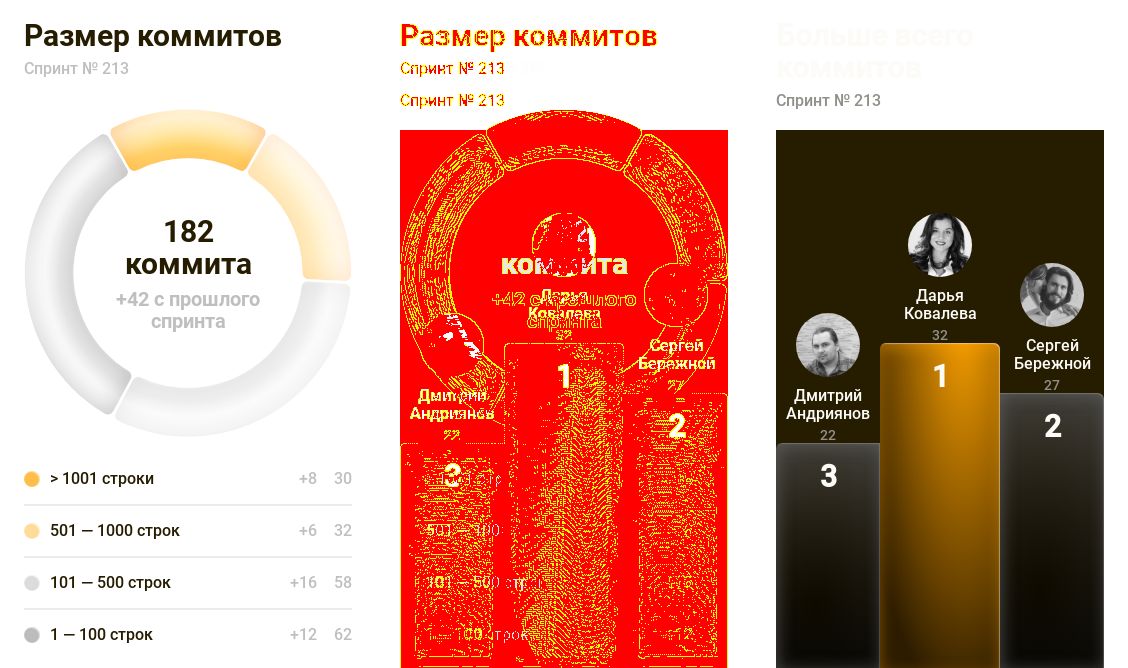 Размер коммитов
Спринт № 213
182
коммита
+42 с прошлого
спринта
> 1001 строки +8 30
501 — 1000 строк +6 32
101 — 500 строк +16 58
1 — 100 строк +12 62
Размер коммитов
Спринт № 213
Спринт № 213
коммита
+42 с прошлого
спринта
Дарья
Ковалева
1
Сергей
Бережной
2
Дмитрий
Андриянов
3
101 — 500 стр
Больше всего
коммитов
Спринт № 213
Дарья
Ковалева
32
1
Сергей
Бережной
27
2
Дмитрий
Андриянов
22
3